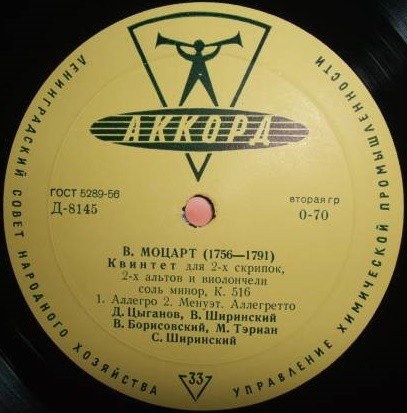 ЛЕНИНГРАДСКИЙ СОВЕТ НАРОДНОГО ХОЗЯЙСТВА
УПРАВЛЕНИЕ ХИМИЧЕСКОЙ ПРОМЫШЛЕННОСТИ
АККОРД
ГОСТ 5289-56
Д-8145
вторая гр
0-70
В. МОЦАРТ (1756—1791)
Квинтет для 2-х скрипок,
2-х альтов и виолончели
соль минор, К. 516
1. Аллегро 2. Менуэт. Аллегретто
Д. Цыганов, В. Ширинский
В. Борисовский, М. Тэриан
С. Ширинский
33